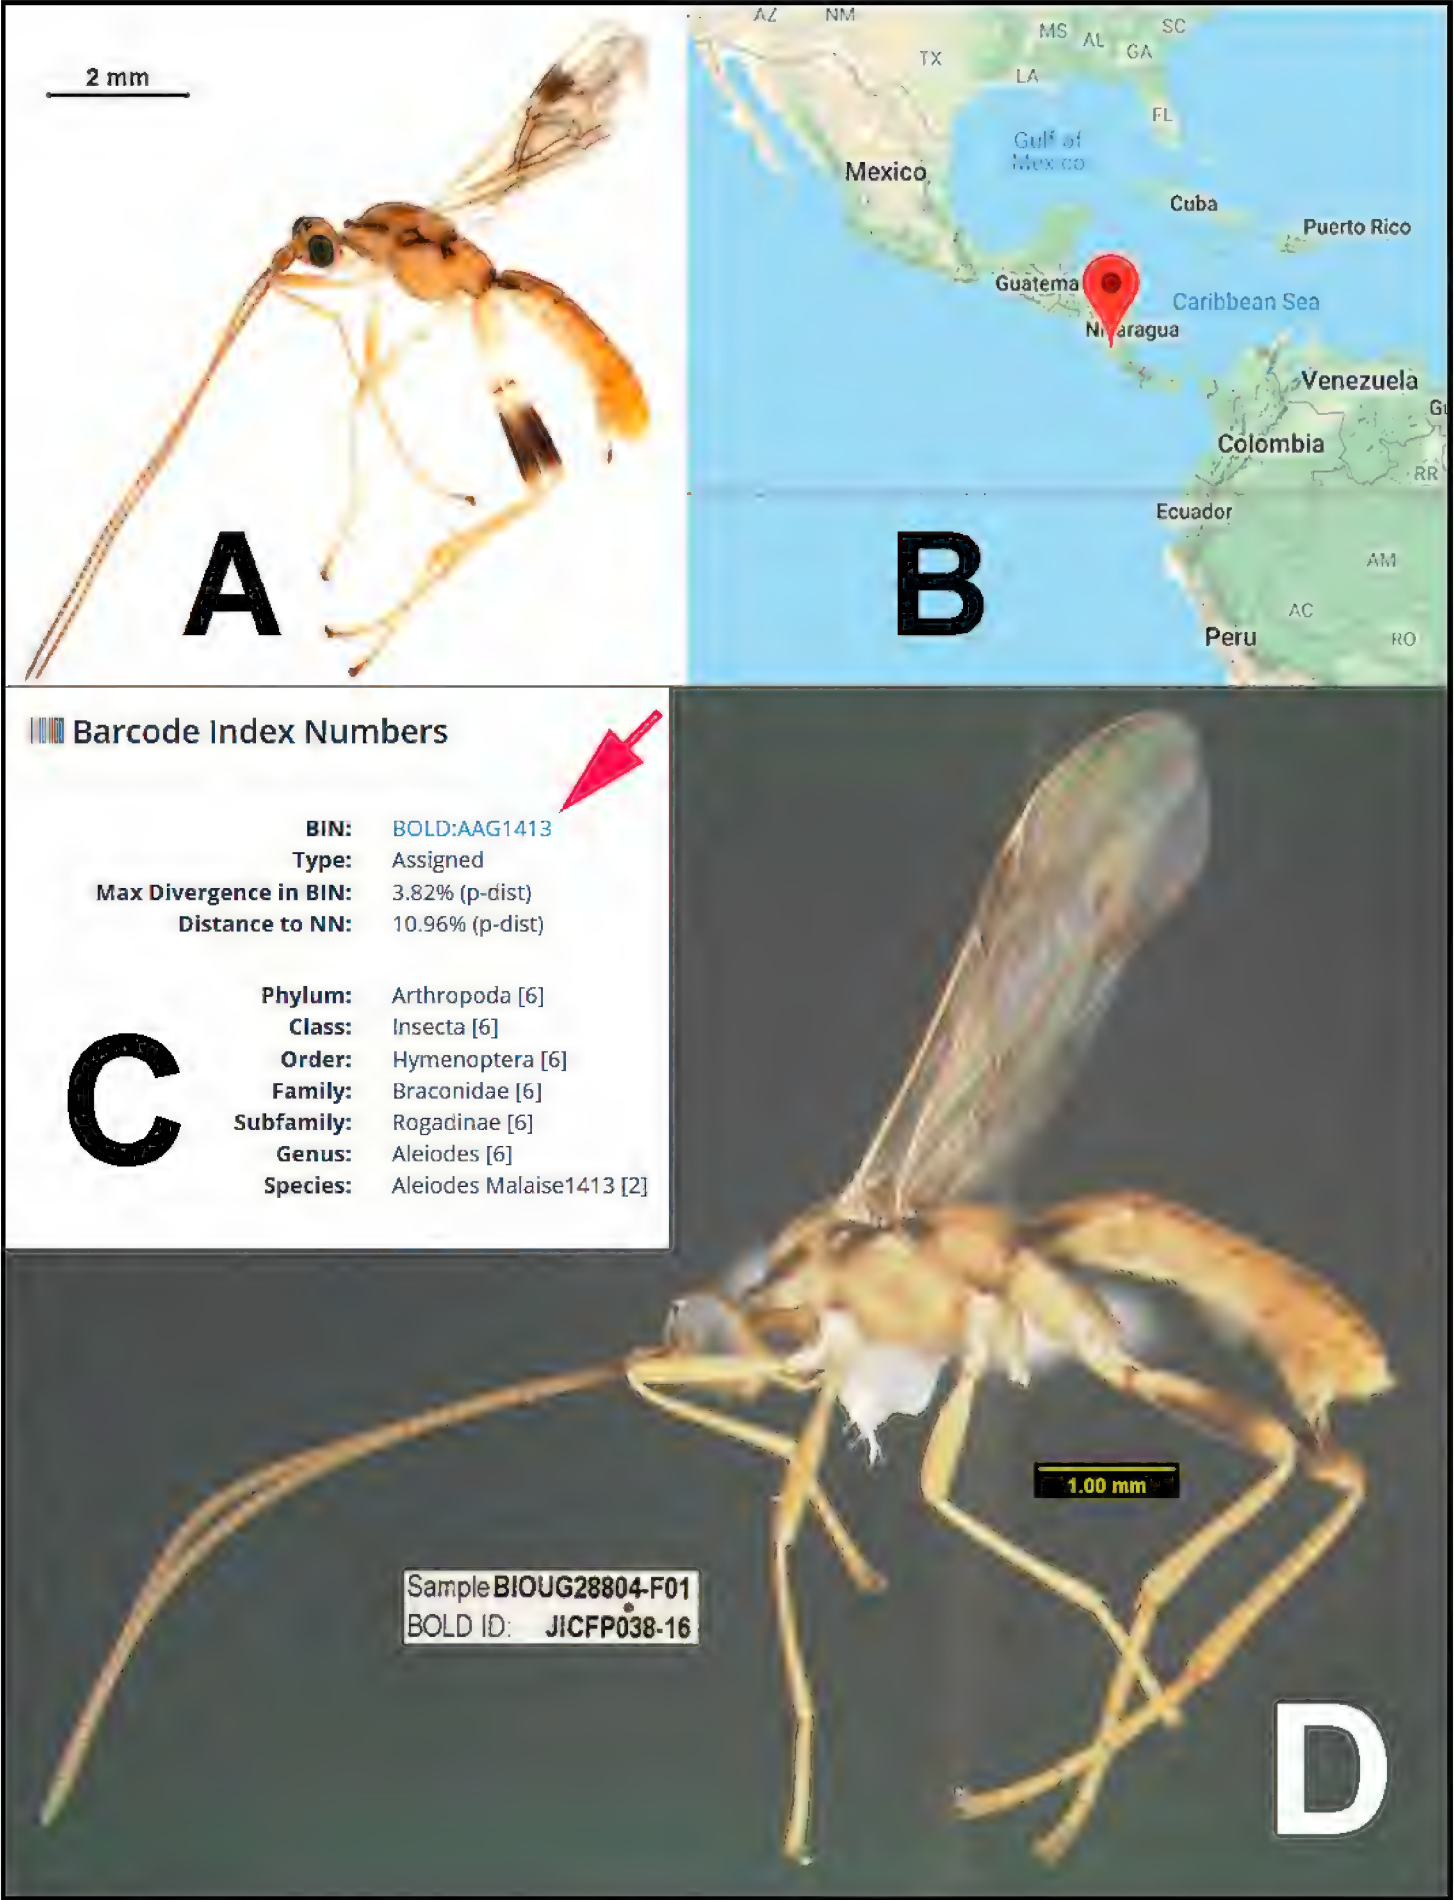 2 mm
A
AZ
NM
MS
AL
SC
TX
GA
LA
FL
Gulf of
Mexico
Mexico
Cuba
Puerto Rico
Guatema
Caribbean Sea
Nicaragua
Venezuela
Colombia
RR
Ecuador
AM
AC
Peru
RO
B
Barcode Index Numbers
BIN: BOLD:AAG1413
Type: Assigned
Max Divergence in BIN: 3.82% (p-dist)
Distance to NN: 10.96% (p-dist)
Phylum: Arthropoda [6]
Class: Insecta [6]
Order: Hymenoptera [6]
Family: Braconidae [6]
Subfamily: Rogadinae [6]
Genus: Aleiodes [6]
Species: Aleiodes Malaise1413 [2]
C
1.00 mm
Sample BIOUG28804-F01
BOLD ID: JICFP038-16
D